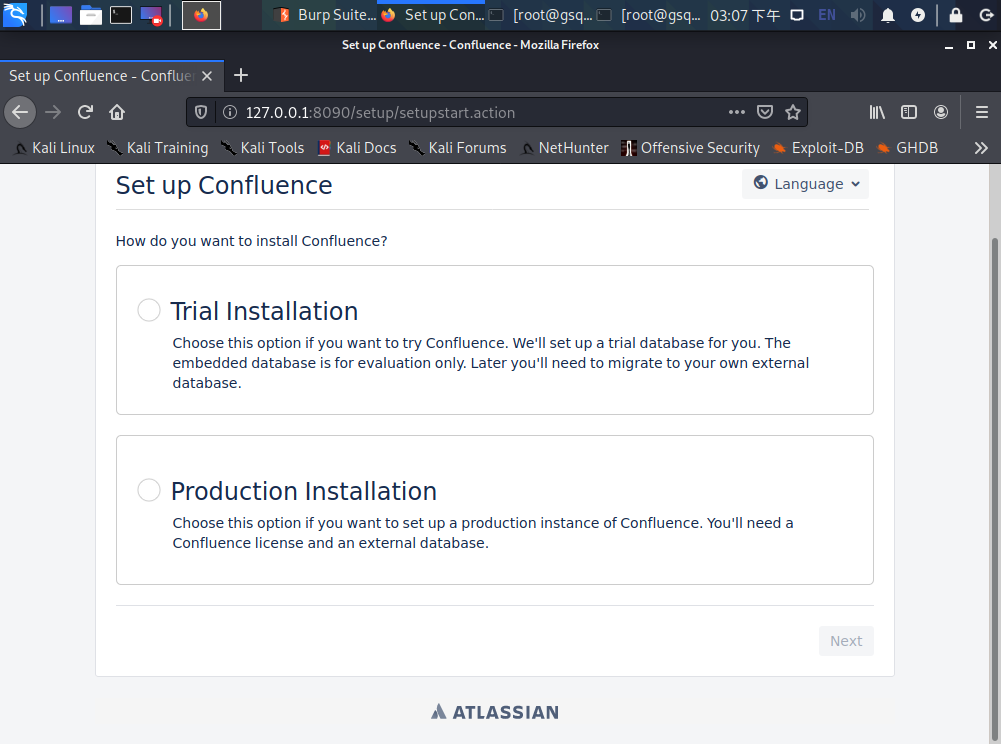 Burp Suite...
Set up Con...
[root@gsq...
[root@gsq...
03:07 下午
EN
Set up Confluence - Confluence - Mozilla Firefox
Set up Confluence - Confluen
127.0.0.1:8090/setup/setupstart.action
Kali Linux
Kali Training
Kali Tools
Kali Docs
Kali Forums
NetHunter
Offensive Security
Exploit-DB
GHDB
Set up Confluence
Language
How do you want to install Confluence?
Trial Installation
Choose this option if you want to try Confluence. We'll set up a trial database for you. The
embedded database is for evaluation only. Later you'll need to migrate to your own external
database.
Production Installation
Choose this option if you want to set up a production instance of Confluence. You'll need a
Confluence license and an external database.
Next
ATLASSIAN